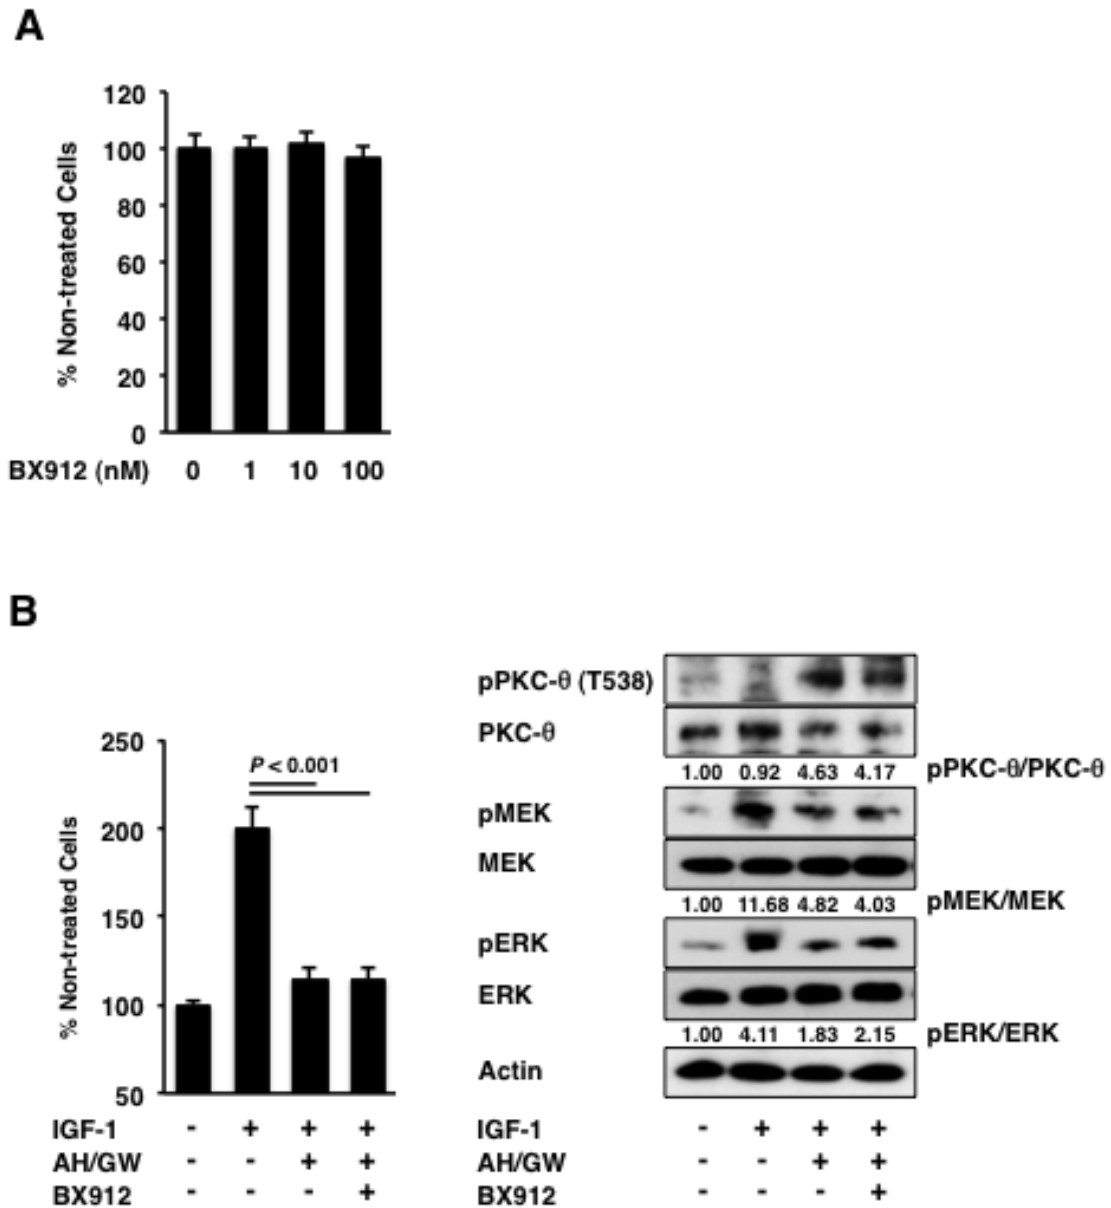 A
120
100
80
60
40
20
0
% Non-treated Cells
BX912 (nM) 0 1 10 100
B
250
200
150
100
50
% Non-treated Cells
P < 0.001
IGF-1 - + + +
AH/GW - - + +
BX912 - - - +
pPKC-θ (T538)
PKC-θ
1.00 0.92 4.63 4.17 pPKC-θ/PKC-θ
pMEK
MEK
1.00 11.68 4.82 4.03 pMEK/MEK
pERK
ERK
1.00 4.11 1.83 2.15 pERK/ERK
Actin
IGF-1 - + + +
AH/GW - - + +
BX912 - - - +